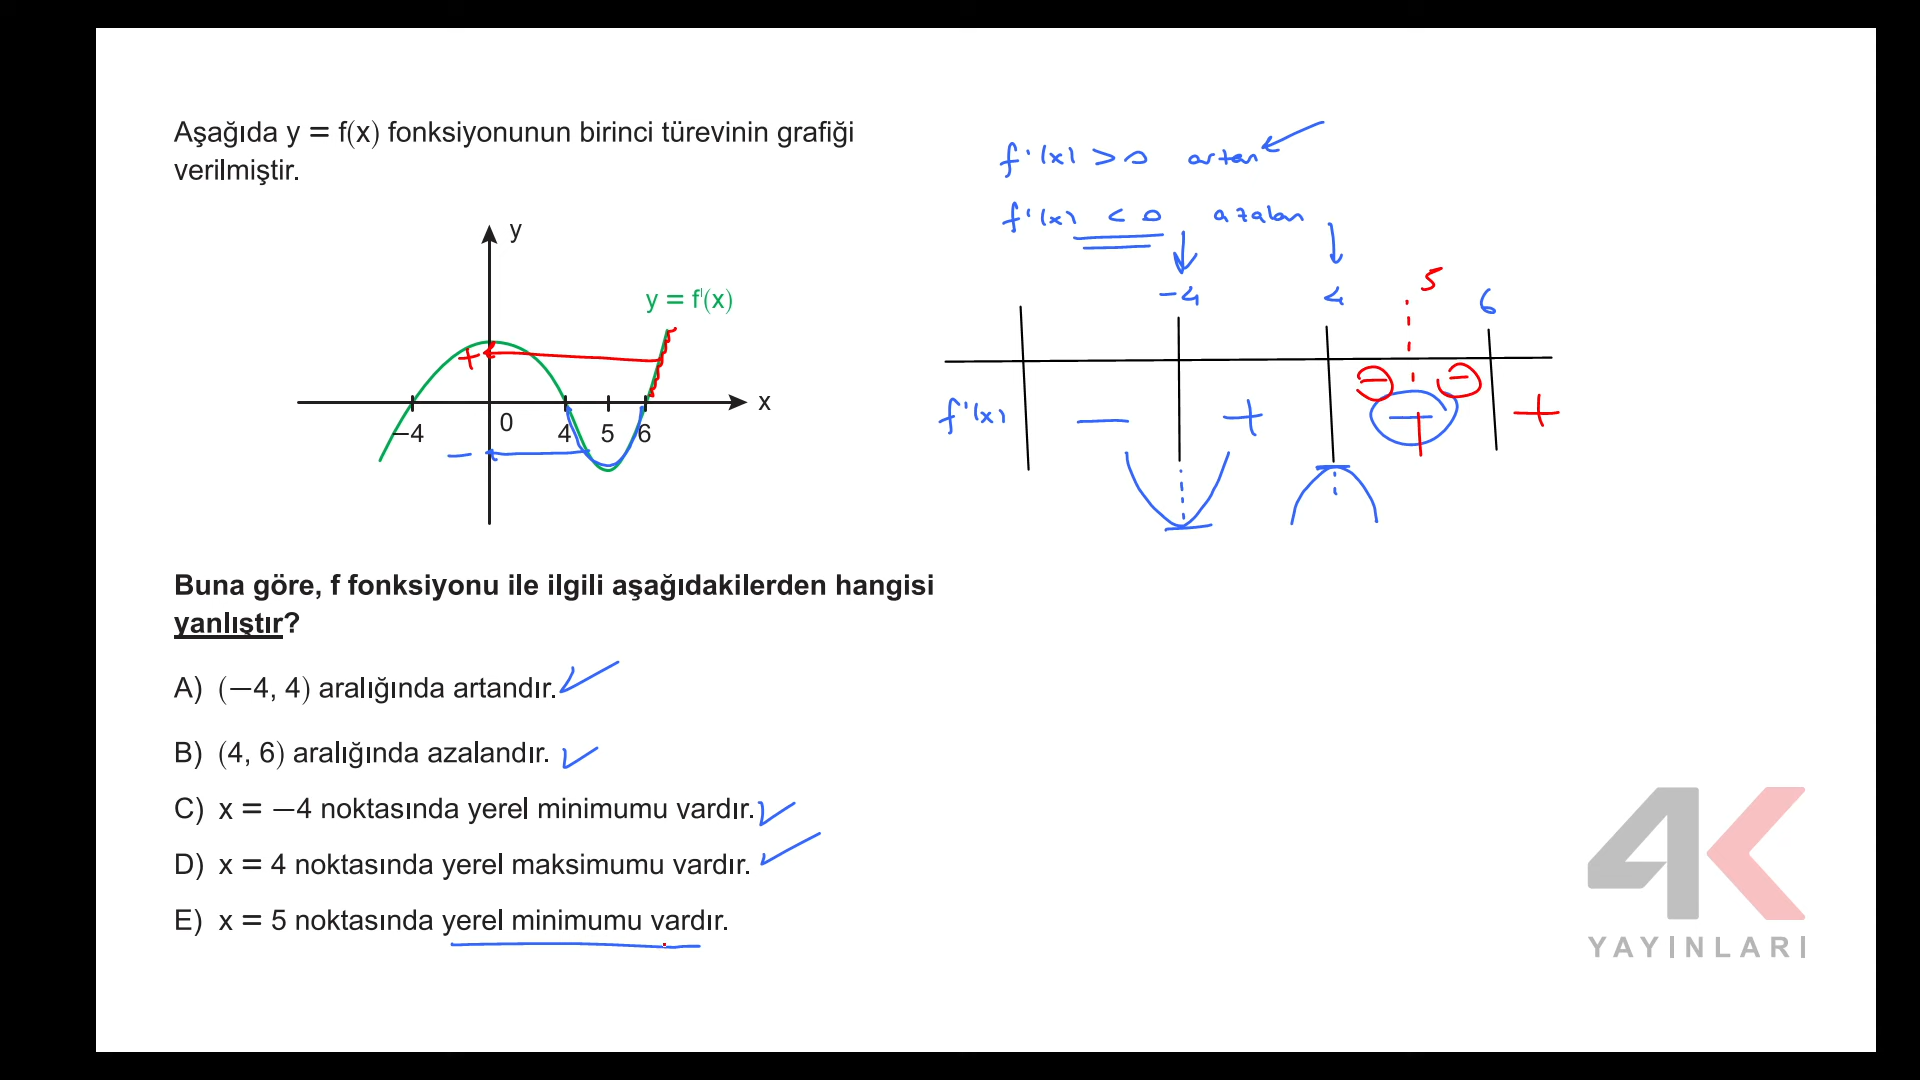 Aşağıda y = f(x) fonksiyonunun birinci türevinin grafiği
verilmiştir.
y
y = f'(x)
+
x
−4
0
4
5
6
−
f'(x) > 0 artan
f'(x) < 0 azalan
−4
4
5
6
f'(x)
−
+
−
−
−
+
Buna göre, f fonksiyonu ile ilgili aşağıdakilerden hangisi
yanlıştır?
A) (−4, 4) aralığında artandır.
B) (4, 6) aralığında azalandır.
C) x = −4 noktasında yerel minimumu vardır.
D) x = 4 noktasında yerel maksimumu vardır.
E) x = 5 noktasında yerel minimumu vardır.
4K
YAYINLARI